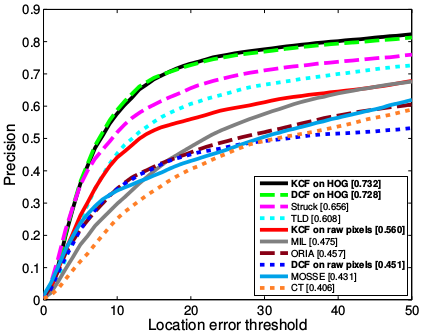 0.9
0.8
0.7
0.6
0.5
0.4
0.3
0.2
0.1
0
Precision
KCF on HOG [0.732]
DCF on HOG [0.728]
Struck [0.656]
TLD [0.608]
KCF on raw pixels [0.560]
MIL [0.475]
ORIA [0.457]
DCF on raw pixels [0.451]
MOSSE [0.431]
CT [0.406]
0 10 20 30 40 50
Location error threshold